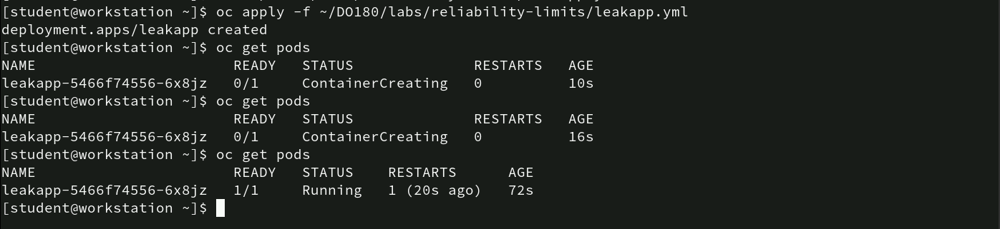 [student@workstation ~]$ oc apply -f ~/DO180/labs/reliability-limits/leakapp.yml
deployment.apps/leakapp created
[student@workstation ~]$ oc get pods
NAME                       READY   STATUS              RESTARTS   AGE
leakapp-5466f74556-6x8jz   0/1     ContainerCreating   0          10s
[student@workstation ~]$ oc get pods
NAME                       READY   STATUS              RESTARTS   AGE
leakapp-5466f74556-6x8jz   0/1     ContainerCreating   0          16s
[student@workstation ~]$ oc get pods
NAME                       READY   STATUS    RESTARTS      AGE
leakapp-5466f74556-6x8jz   1/1     Running   1 (20s ago)   72s
[student@workstation ~]$